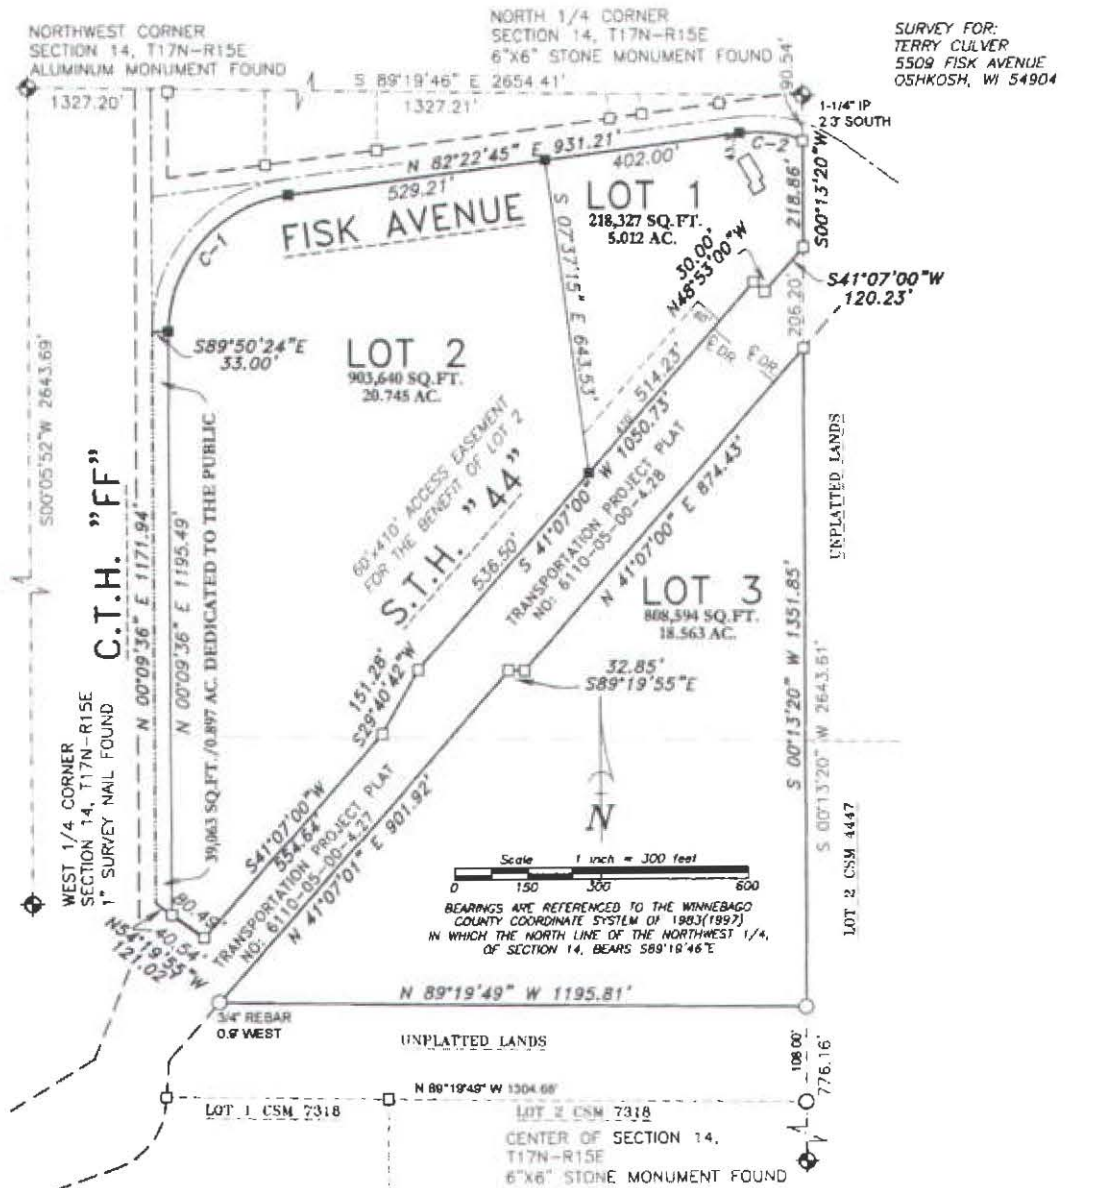 NORTHWEST CORNER
SECTION 14, T17N-R15E
ALUMINUM MONUMENT FOUND
NORTH 1/4 CORNER
SECTION 14, T17N-R15E
6"X6" STONE MONUMENT FOUND
SURVEY FOR:
TERRY CULVER
5509 FISK AVENUE
OSHKOSH, WI 54904
S 89°19'46" E 2654.41'
1327.20'
1327.21'
90.54'
1-1/4" IP
2.3' SOUTH
N 82°22'45" E 931.21'
529.21'
402.00'
C-2
C-1
FISK AVENUE
LOT 1
218,327 SQ.FT.
5.012 AC.
218.86'
S00°13'20"W
30.00'
N48°53'00"W
S41°07'00"W
120.23'
206.20'
S 07°37'15" E 643.53'
S89°50'24"E
33.00'
LOT 2
903,640 SQ.FT.
20.745 AC.
60'
℄ DR
℄ DR
514.23'
410'
S 41°07'00" W 1050.73'
TRANSPORTATION PROJECT PLAT
NO: 6110-05-00-4.28
N 41°07'00" E 874.43'
60'x410' ACCESS EASEMENT
FOR THE BENEFIT OF LOT 2
S.T.H. "44"
536.50'
S00°05'52"W 2643.69'
C.T.H. "FF"
N 00°09'36" E 1171.94'
N 00°09'36" E 1195.49'
39,063 SQ.FT./0.897 AC. DEDICATED TO THE PUBLIC
UNPLATTED LANDS
LOT 3
808,594 SQ.FT.
18.563 AC.
S 00°13'20" W 1351.85'
S 00°13'20" W 2643.61'
32.85'
S89°19'55"E
151.28'
S29°40'42"W
WEST 1/4 CORNER
SECTION 14, T17N-R15E
1" SURVEY NAIL FOUND
S41°07'00"W
554.64'
TRANSPORTATION PROJECT PLAT
NO: 6110-05-00-4.27
N 41°07'01" E 901.92'
N
Scale 1 inch = 300 feet
0 150 300 600
BEARINGS ARE REFERENCED TO THE WINNEBAGO
COUNTY COORDINATE SYSTEM OF 1983(1997)
IN WHICH THE NORTH LINE OF THE NORTHWEST 1/4,
OF SECTION 14, BEARS S89°19'46"E
LOT 2 CSM 4447
80.49'
40.54'
N54°19'55"W
121.02'
N 89°19'49" W 1195.81'
3/4" REBAR
0.9' WEST
UNPLATTED LANDS
108.00'
776.16'
N 89°19'49" W 1304.68'
LOT 1 CSM 7318
LOT 2 CSM 7318
CENTER OF SECTION 14,
T17N-R15E
6"X6" STONE MONUMENT FOUND